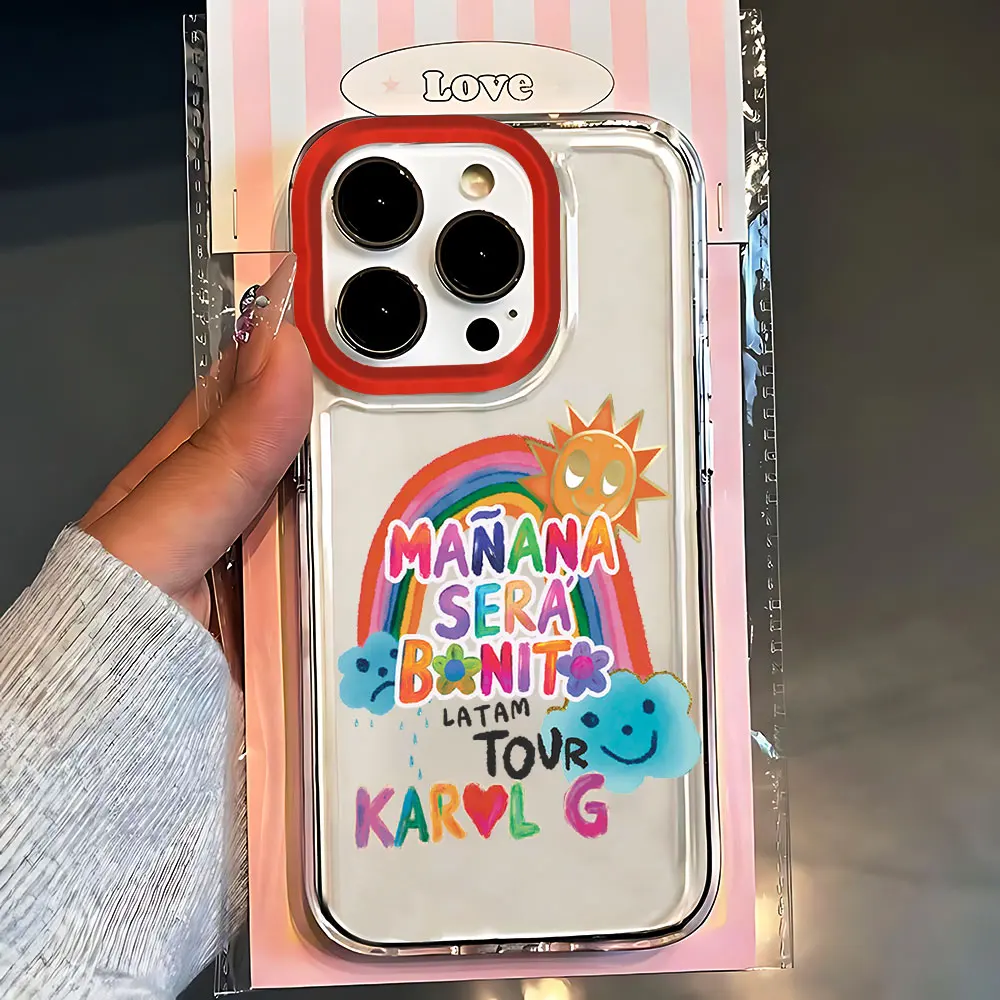 Love
MAÑANA
SERÁ
BONITO
LATAM
TOUR
KAROL G